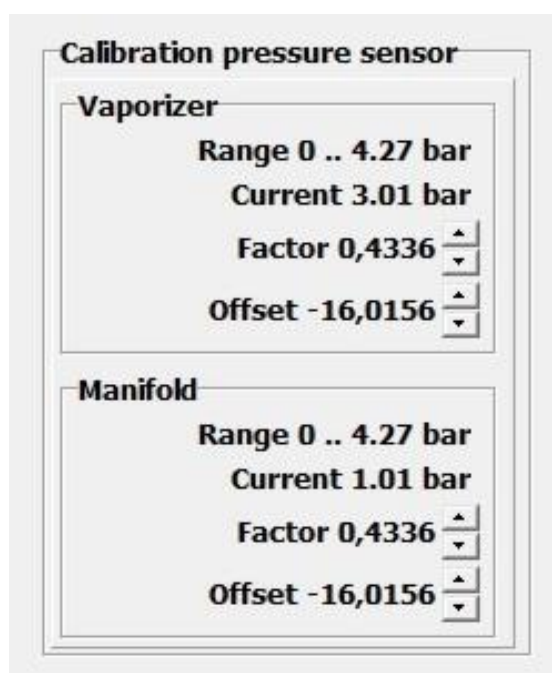 Calibration pressure sensor
Vaporizer
Range 0 .. 4.27 bar
Current 3.01 bar
Factor 0,4336
Offset -16,0156
Manifold
Range 0 .. 4.27 bar
Current 1.01 bar
Factor 0,4336
Offset -16,0156